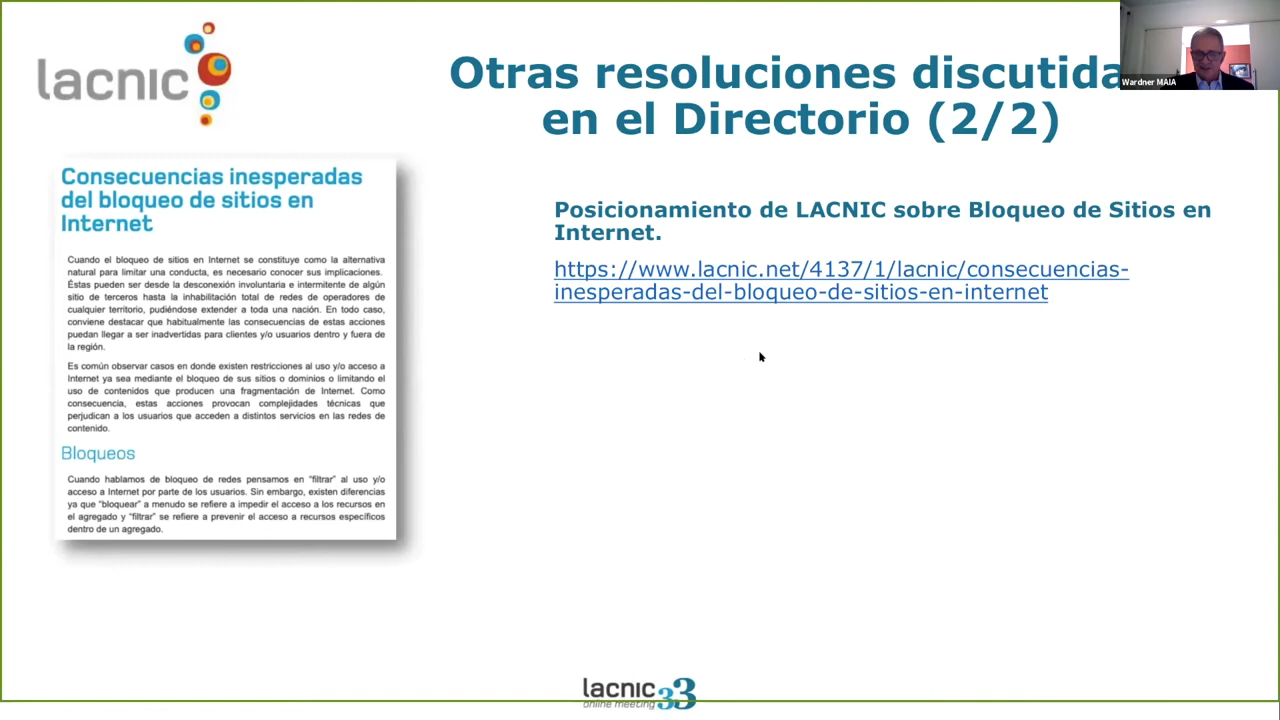 lacnic
Otras resoluciones discutida
en el Directorio (2/2)
Wardner MAIA
Consecuencias inesperadas
del bloqueo de sitios en
Internet
Cuando el bloqueo de sitios en Internet se constituye como la alternativa
natural para limitar una conducta, es necesario conocer sus implicaciones.
Éstas pueden ser desde la desconexión involuntaria e intermitente de algún
sitio de terceros hasta la inhabilitación total de redes de operadores de
cualquier territorio, pudiéndose extender a toda una nación. En todo caso,
conviene destacar que habitualmente las consecuencias de estas acciones
puedan llegar a ser inadvertidas para clientes y/o usuarios dentro y fuera de
la región.
Es común observar casos en donde existen restricciones al uso y/o acceso a
Internet ya sea mediante el bloqueo de sus sitios o dominios o limitando el
uso de contenidos que producen una fragmentación de Internet. Como
consecuencia, estas acciones provocan complejidades técnicas que
perjudican a los usuarios que acceden a distintos servicios en las redes de
contenido.
Bloqueos
Cuando hablamos de bloqueo de redes pensamos en “filtrar” al uso y/o
acceso a Internet por parte de los usuarios. Sin embargo, existen diferencias
ya que “bloquear” a menudo se refiere a impedir el acceso a los recursos en
el agregado y “filtrar” se refiere a prevenir el acceso a recursos específicos
dentro de un agregado.
Posicionamiento de LACNIC sobre Bloqueo de Sitios en
Internet.
https://www.lacnic.net/4137/1/lacnic/consecuencias-
inesperadas-del-bloqueo-de-sitios-en-internet
lacnic 33
online meeting